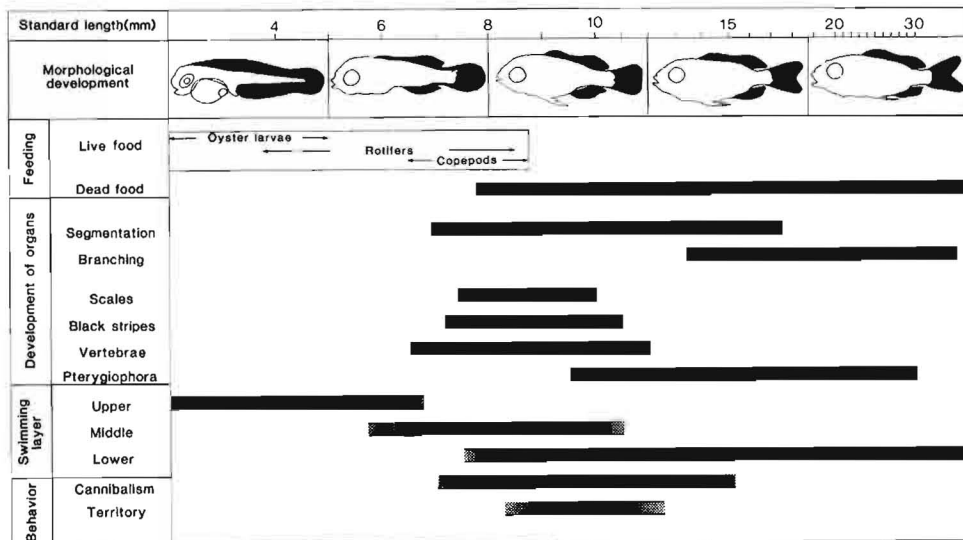 Standard length(mm) 4 6 8 10 15 20 30
Morphological
development
Feeding
Live food
Oyster larvae
Rotifers
Copepods
Dead food
Development of organs
Segmentation
Branching
Scales
Black stripes
Vertebrae
Pterygiophora
Swimming
layer
Upper
Middle
Lower
Behavior
Cannibalism
Territory